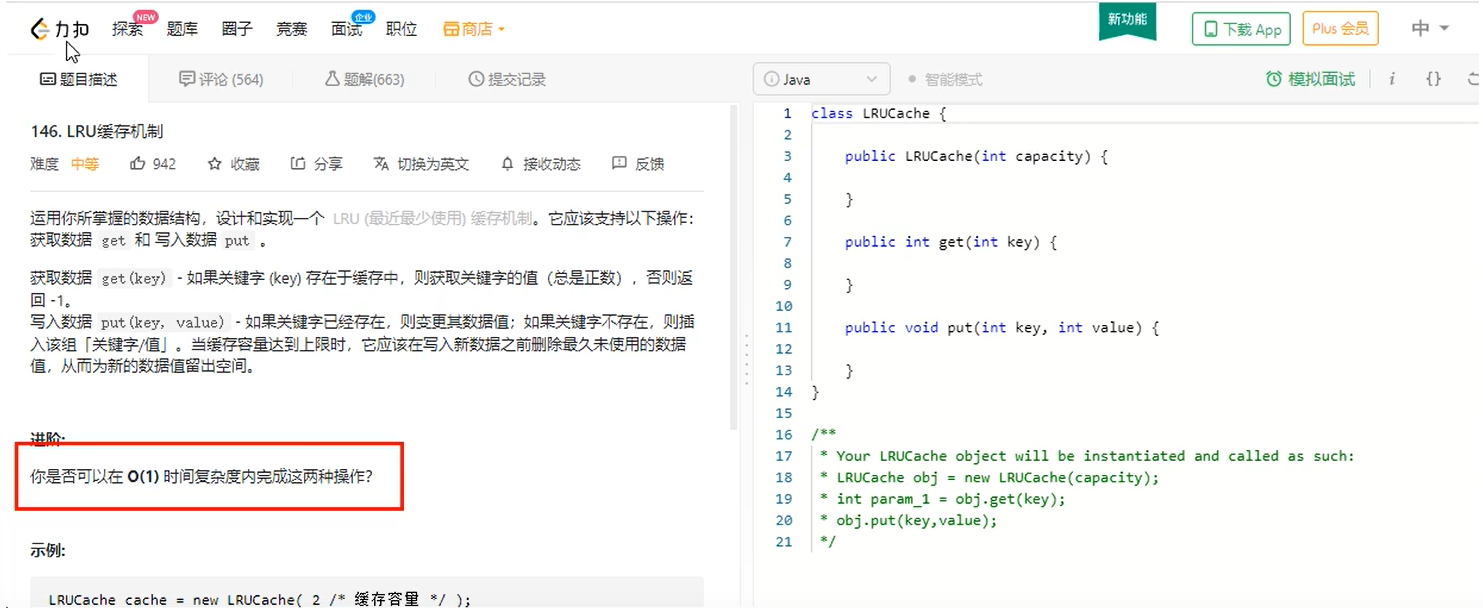 力扣 探索 NEW 题库 圈子 竞赛 面试 企业 职位 商店 新功能 下载 App Plus 会员 中
题目描述 评论 (564) 题解(663) 提交记录
i Java 智能模式 模拟面试 i {}
146. LRU缓存机制
难度 中等 942 收藏 分享 切换为英文 接收动态 反馈
运用你所掌握的数据结构，设计和实现一个 LRU (最近最少使用) 缓存机制。它应该支持以下操作：
获取数据 get 和 写入数据 put 。
获取数据 get(key) - 如果关键字 (key) 存在于缓存中，则获取关键字的值（总是正数），否则返
回 -1。
写入数据 put(key, value) - 如果关键字已经存在，则变更其数据值；如果关键字不存在，则插
入该组「关键字/值」。当缓存容量达到上限时，它应该在写入新数据之前删除最久未使用的数据
值，从而为新的数据值留出空间。
进阶:
你是否可以在 O(1) 时间复杂度内完成这两种操作？
示例:
LRUCache cache = new LRUCache( 2 /* 缓存容量 */ );
1 class LRUCache {
2
3     public LRUCache(int capacity) {
4
5     }
6
7     public int get(int key) {
8
9     }
10
11     public void put(int key, int value) {
12
13     }
14 }
15
16 /**
17  * Your LRUCache object will be instantiated and called as such:
18  * LRUCache obj = new LRUCache(capacity);
19  * int param_1 = obj.get(key);
20  * obj.put(key,value);
21  */